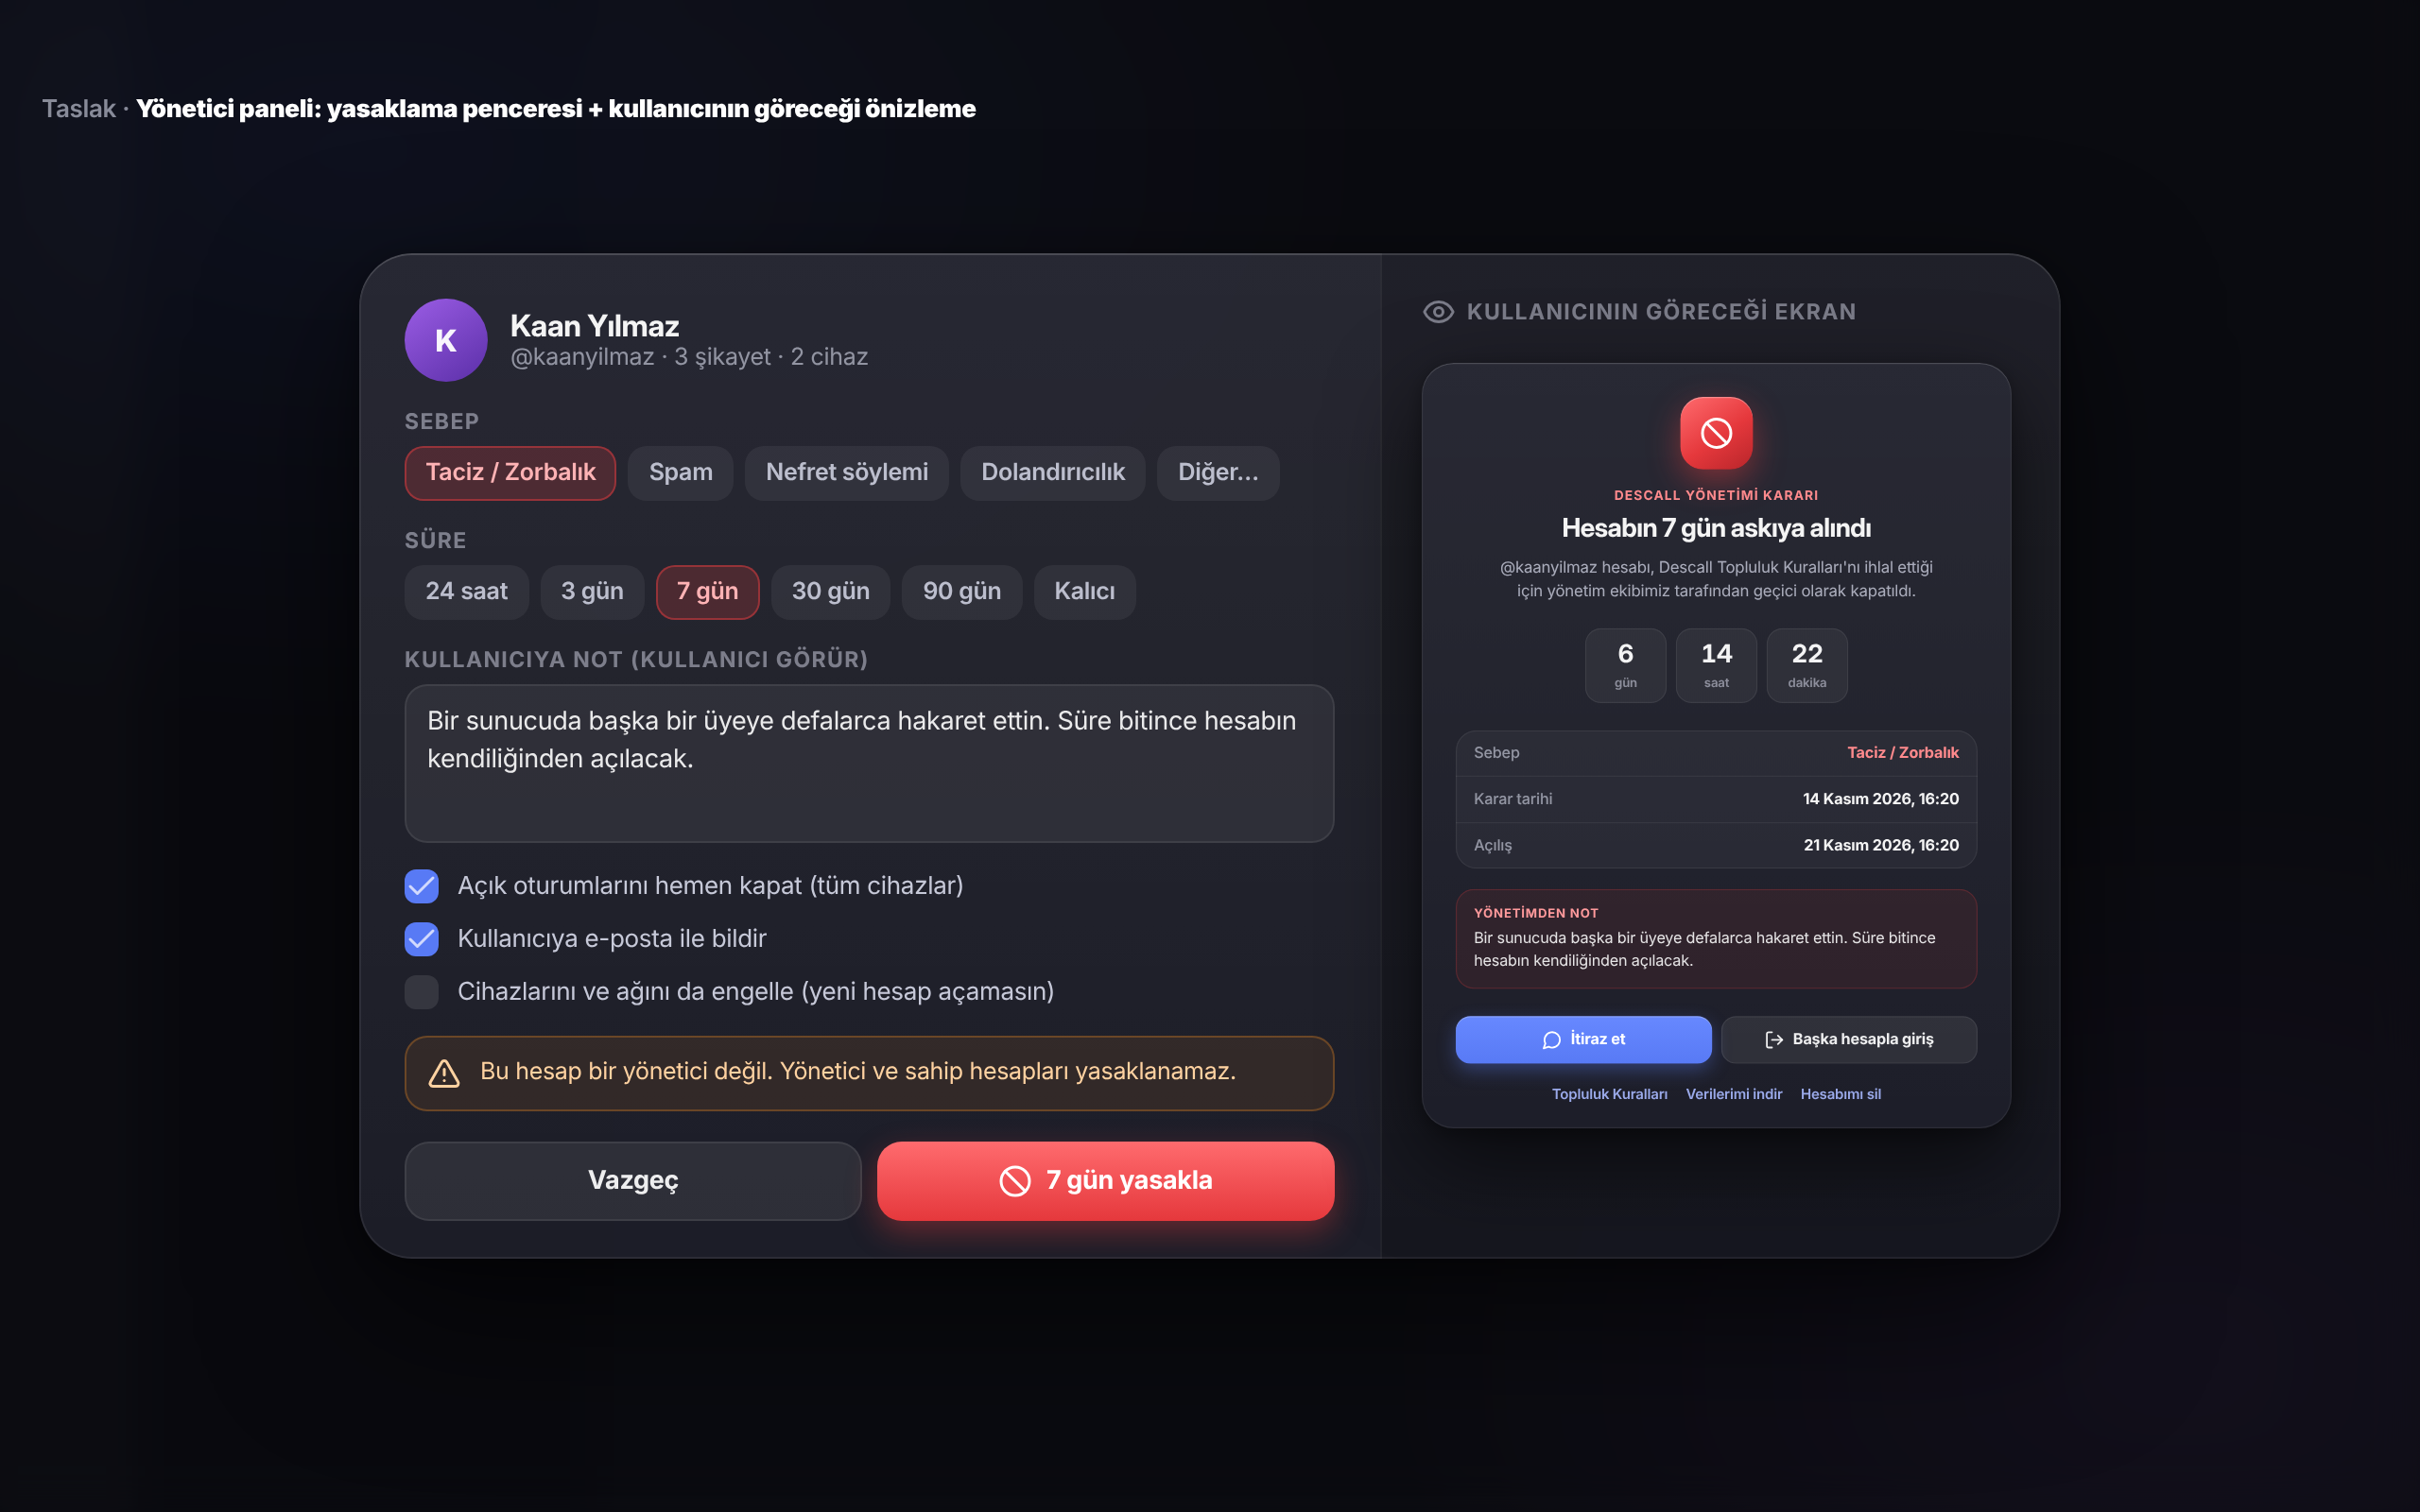 Taslak · Yönetici paneli: yasaklama penceresi + kullanıcının göreceği önizleme
K
Kaan Yılmaz
@kaanyilmaz · 3 şikayet · 2 cihaz
SEBEP
Taciz / Zorbalık
Spam
Nefret söylemi
Dolandırıcılık
Diğer...
SÜRE
24 saat
3 gün
7 gün
30 gün
90 gün
Kalıcı
KULLANICIYA NOT (KULLANICI GÖRÜR)
Bir sunucuda başka bir üyeye defalarca hakaret ettin. Süre bitince hesabın
kendiliğinden açılacak.
Açık oturumlarını hemen kapat (tüm cihazlar)
Kullanıcıya e-posta ile bildir
Cihazlarını ve ağını da engelle (yeni hesap açamasın)
Bu hesap bir yönetici değil. Yönetici ve sahip hesapları yasaklanamaz.
Vazgeç
7 gün yasakla
KULLANICININ GÖRECEĞİ EKRAN
DESCALL YÖNETİMİ KARARI
Hesabın 7 gün askıya alındı
@kaanyilmaz hesabı, Descall Topluluk Kuralları'nı ihlal ettiği
için yönetim ekibimiz tarafından geçici olarak kapatıldı.
6
gün
14
saat
22
dakika
Sebep
Taciz / Zorbalık
Karar tarihi
14 Kasım 2026, 16:20
Açılış
21 Kasım 2026, 16:20
YÖNETİMDEN NOT
Bir sunucuda başka bir üyeye defalarca hakaret ettin. Süre bitince
hesabın kendiliğinden açılacak.
İtiraz et
Başka hesapla giriş
Topluluk Kuralları
Verilerimi indir
Hesabımı sil